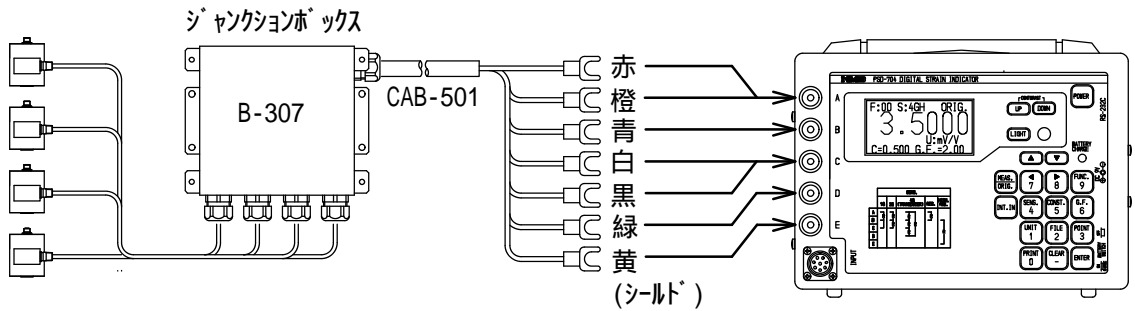 ジャンクションボックス
B-307
CAB-501
赤
橙
青
白
黒
緑
黄
(シールド)
A
B
C
D
E
INPUT
PSD-704 DIGITAL STRAIN INDICATOR
F:00 S:4GH ORIG.
3.5000
U:mV/V
C=0.500 G.F.=2.00
CONTRAST
UP DOWN
LIGHT
POWER
RS-232C
BATTERY
CHARGE
▲ ▼
MEAS.
ORIG.
◀
7
▶
8
FUNC.
9
INT.IN
SENS.
4
CONST.
5
G.F.
6
UNIT
1
FILE
2
POINT
3
PRINT
0
CLEAR
-
ENTER